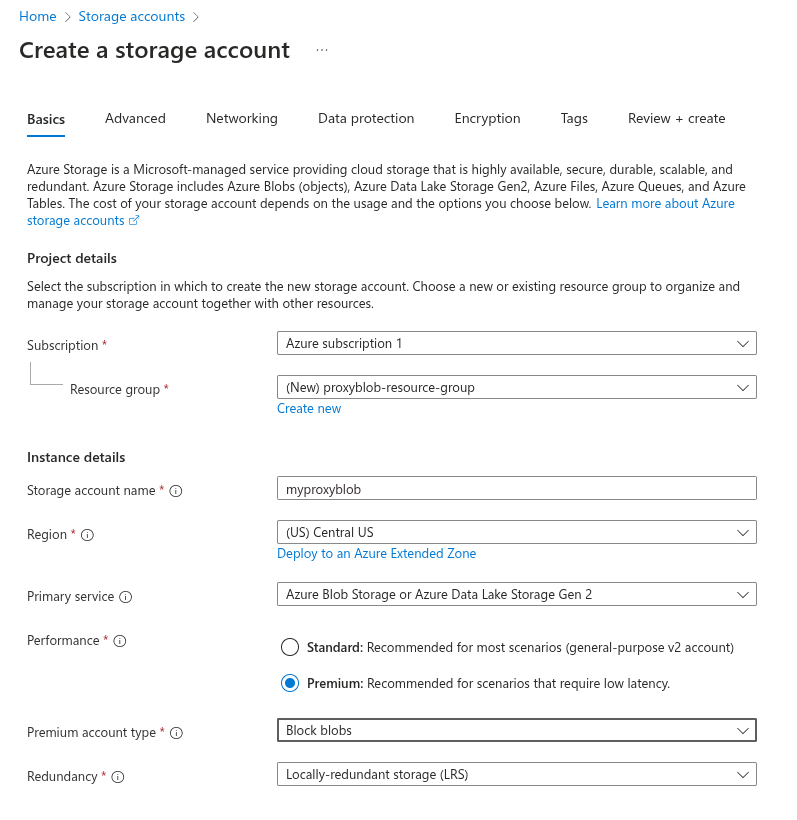 Home > Storage accounts >
Create a storage account ...
Basics Advanced Networking Data protection Encryption Tags Review + create
Azure Storage is a Microsoft-managed service providing cloud storage that is highly available, secure, durable, scalable, and
redundant. Azure Storage includes Azure Blobs (objects), Azure Data Lake Storage Gen2, Azure Files, Azure Queues, and Azure
Tables. The cost of your storage account depends on the usage and the options you choose below. Learn more about Azure
storage accounts
Project details
Select the subscription in which to create the new storage account. Choose a new or existing resource group to organize and
manage your storage account together with other resources.
Subscription * Azure subscription 1
Resource group * (New) proxyblob-resource-group
Create new
Instance details
Storage account name * myproxyblob
Region * (US) Central US
Deploy to an Azure Extended Zone
Primary service Azure Blob Storage or Azure Data Lake Storage Gen 2
Performance * Standard: Recommended for most scenarios (general-purpose v2 account)
Premium: Recommended for scenarios that require low latency.
Premium account type * Block blobs
Redundancy * Locally-redundant storage (LRS)